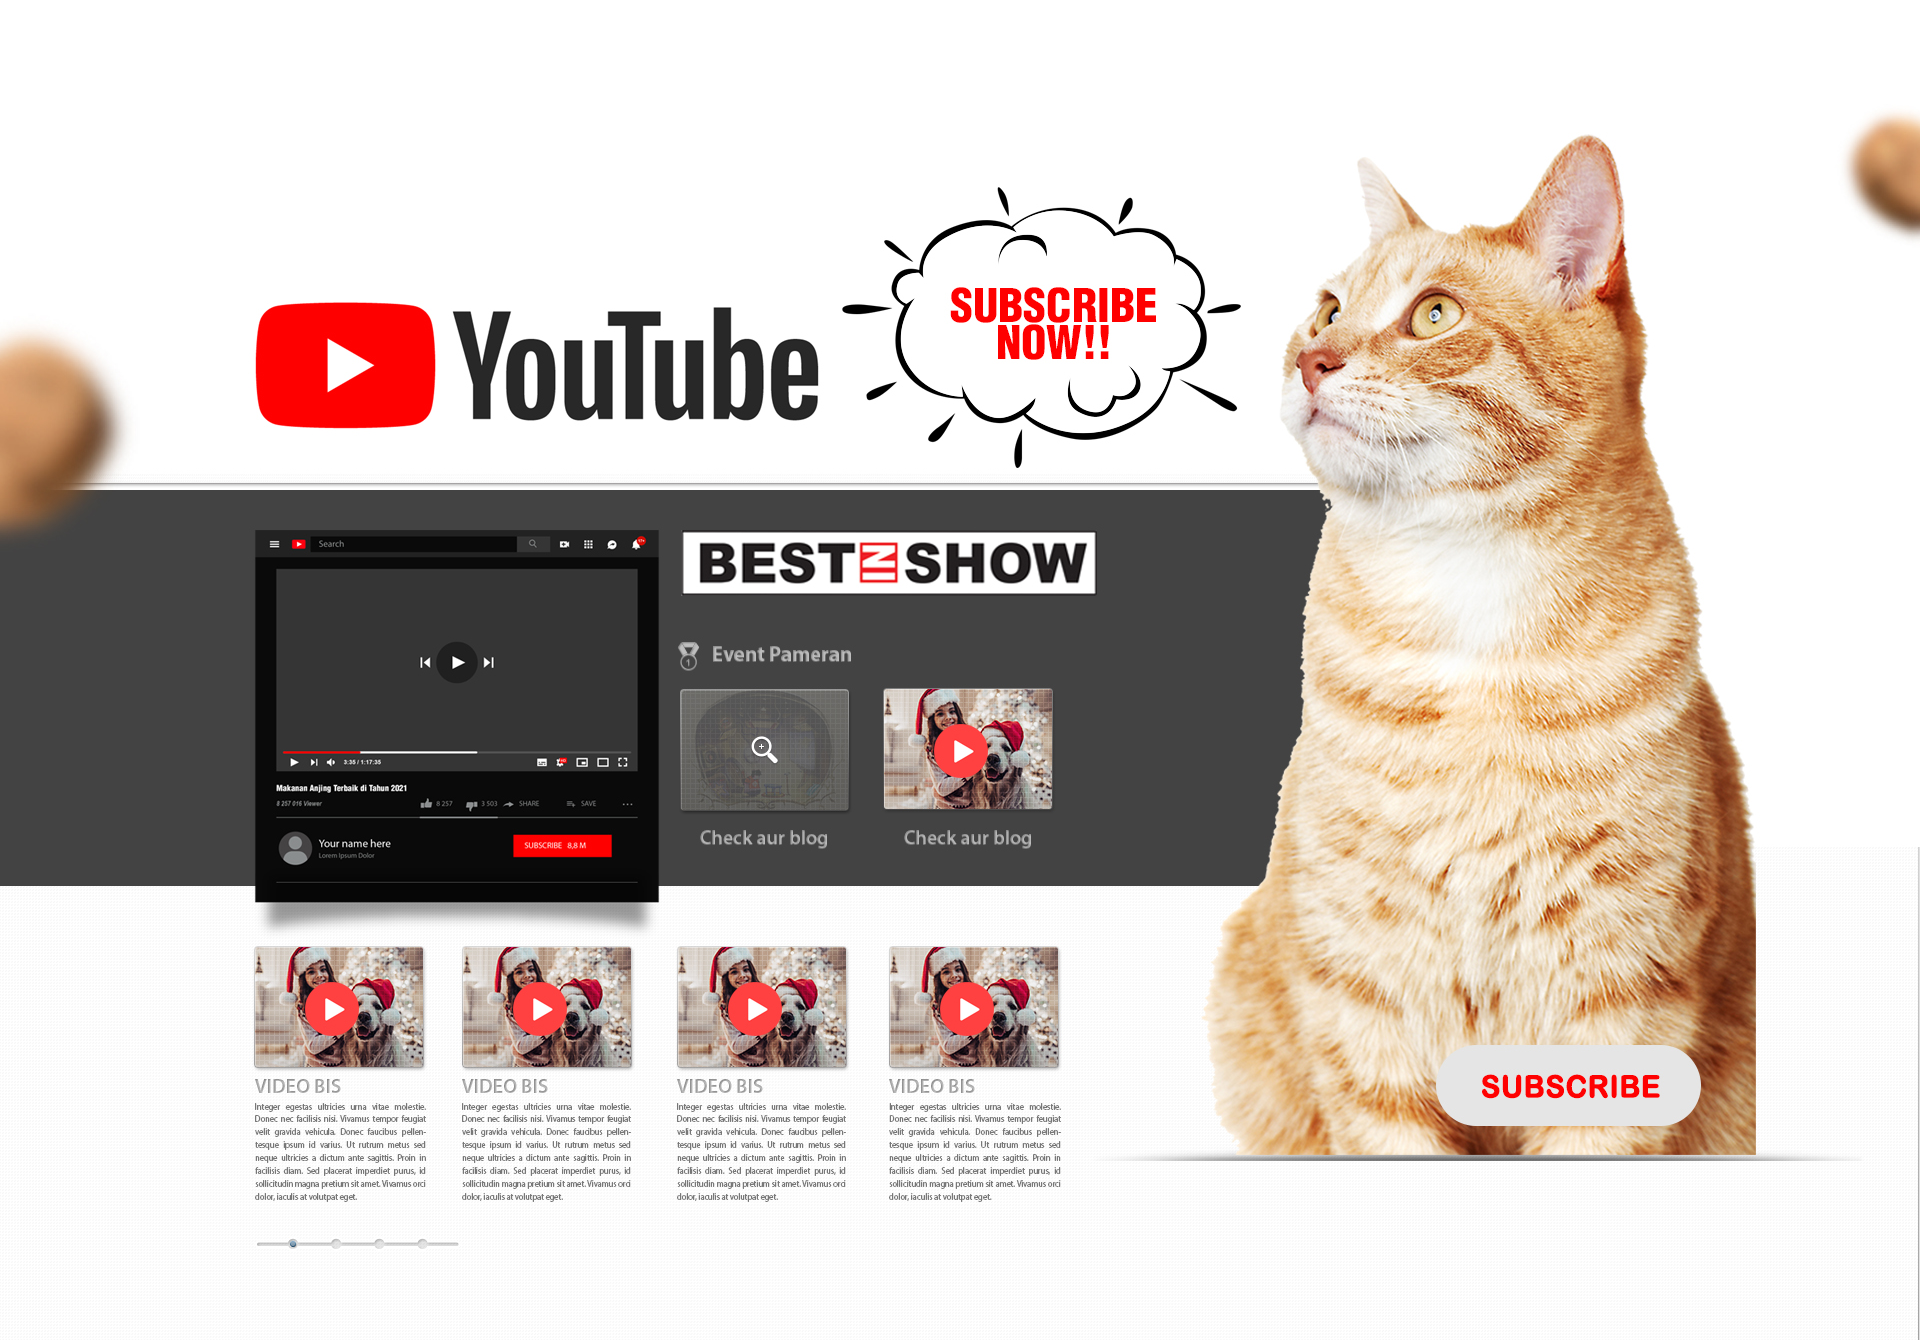 YouTube
SUBSCRIBE
NOW!!
Search
BEST IN SHOW
Event Pameran
3:35 / 1:17:35
Makanan Anjing Terbaik di Tahun 2021
8 257 016 Viewer
8 257
3 503
SHARE
SAVE
Your name here
Lorem Ipsum Dolor
SUBSCRIBE 8,8 M
Check aur blog
Check aur blog
VIDEO BIS
Integer egestas ultricies urna vitae molestie.
Donec nec facilisis nisi. Vivamus tempor feugiat
velit gravida vehicula. Donec faucibus pellen-
tesque ipsum id varius. Ut rutrum metus sed
neque ultricies a dictum ante sagittis. Proin in
facilisis diam. Sed placerat imperdiet purus, id
sollicitudin magna pretium sit amet. Vivamus orci
dolor, iaculis at volutpat eget.
VIDEO BIS
Integer egestas ultricies urna vitae molestie.
Donec nec facilisis nisi. Vivamus tempor feugiat
velit gravida vehicula. Donec faucibus pellen-
tesque ipsum id varius. Ut rutrum metus sed
neque ultricies a dictum ante sagittis. Proin in
facilisis diam. Sed placerat imperdiet purus, id
sollicitudin magna pretium sit amet. Vivamus orci
dolor, iaculis at volutpat eget.
VIDEO BIS
Integer egestas ultricies urna vitae molestie.
Donec nec facilisis nisi. Vivamus tempor feugiat
velit gravida vehicula. Donec faucibus pellen-
tesque ipsum id varius. Ut rutrum metus sed
neque ultricies a dictum ante sagittis. Proin in
facilisis diam. Sed placerat imperdiet purus, id
sollicitudin magna pretium sit amet. Vivamus orci
dolor, iaculis at volutpat eget.
VIDEO BIS
Integer egestas ultricies urna vitae molestie.
Donec nec facilisis nisi. Vivamus tempor feugiat
velit gravida vehicula. Donec faucibus pellen-
tesque ipsum id varius. Ut rutrum metus sed
neque ultricies a dictum ante sagittis. Proin in
facilisis diam. Sed placerat imperdiet purus, id
sollicitudin magna pretium sit amet. Vivamus orci
dolor, iaculis at volutpat eget.
SUBSCRIBE